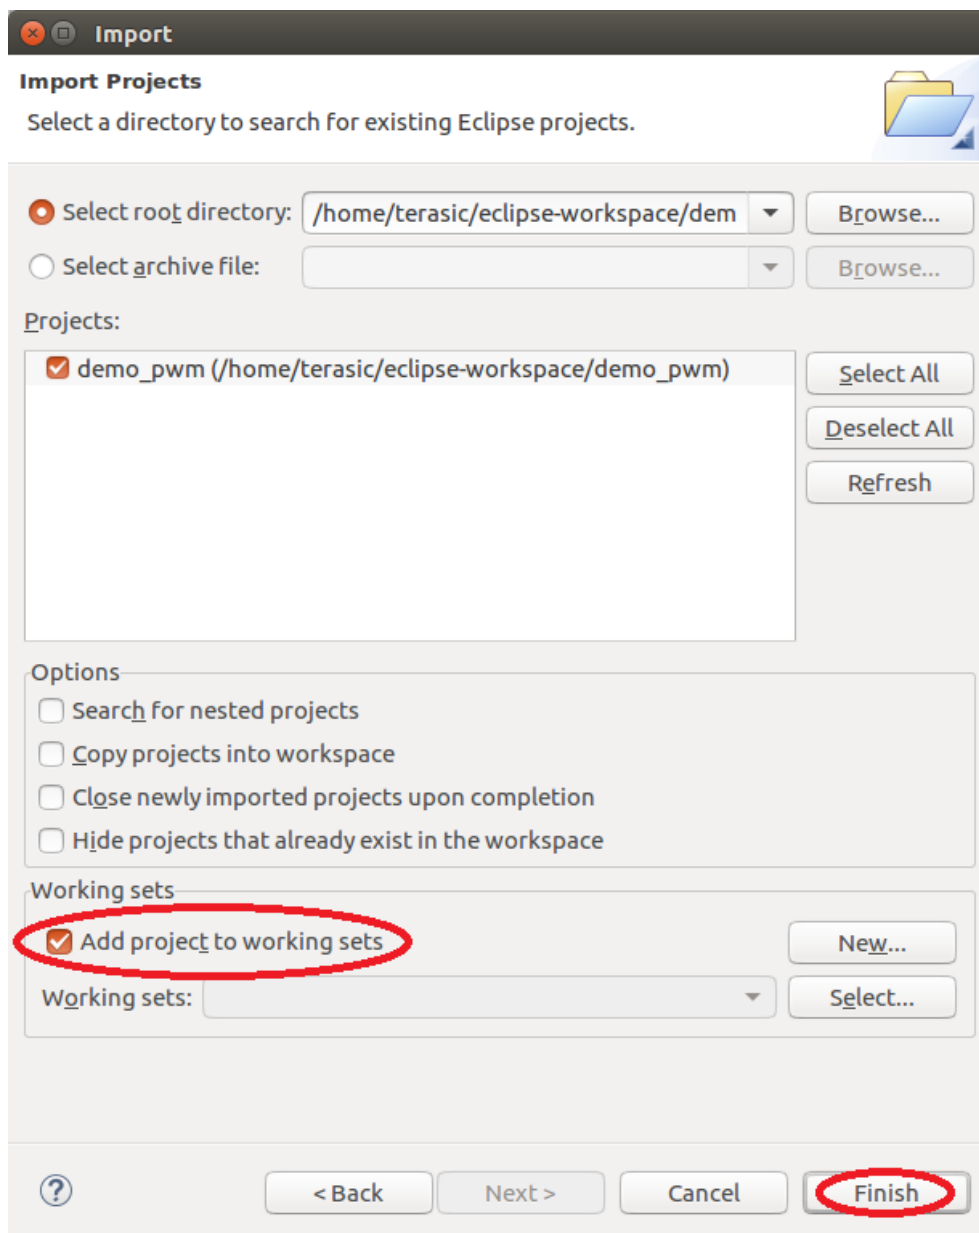 Import
Import Projects
Select a directory to search for existing Eclipse projects.
Select root directory: /home/terasic/eclipse-workspace/dem Browse...
Select archive file: Browse...
Projects:
demo_pwm (/home/terasic/eclipse-workspace/demo_pwm)
Select All
Deselect All
Refresh
Options
Search for nested projects
Copy projects into workspace
Close newly imported projects upon completion
Hide projects that already exist in the workspace
Working sets
Add project to working sets New...
Working sets: Select...
? < Back Next > Cancel Finish